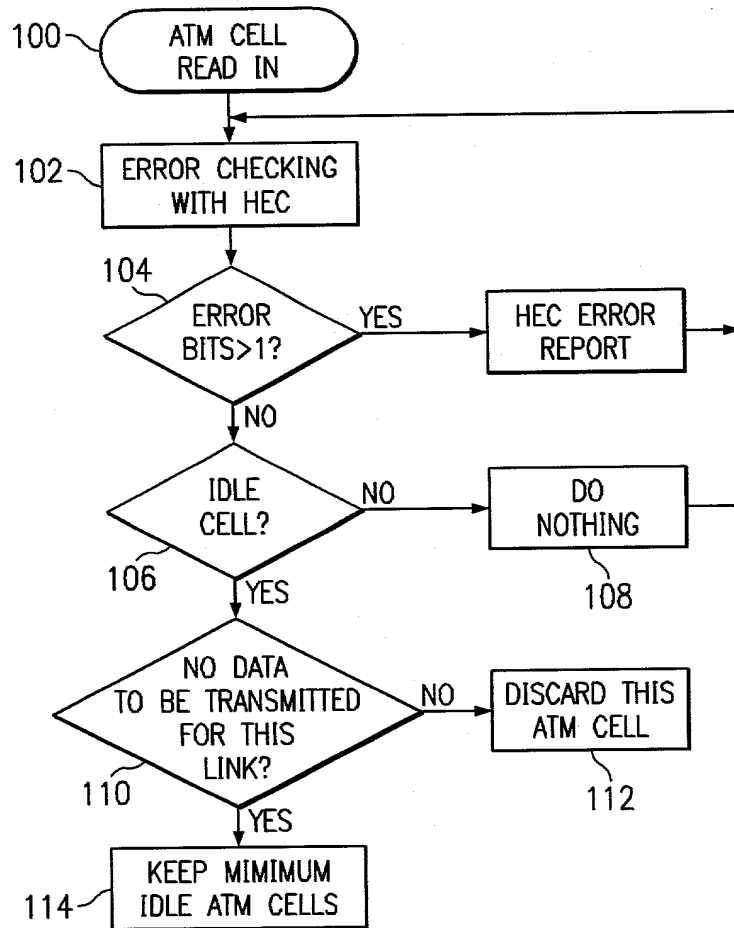 100
ATM CELL
READ IN
102
ERROR CHECKING
WITH HEC
104
ERROR
BITS>1?
YES
HEC ERROR
REPORT
NO
IDLE
CELL?
NO
DO
NOTHING
106
108
YES
NO DATA
TO BE TRANSMITTED
FOR THIS
LINK?
NO
DISCARD THIS
ATM CELL
110
112
YES
KEEP MIMIMUM
IDLE ATM CELLS
114